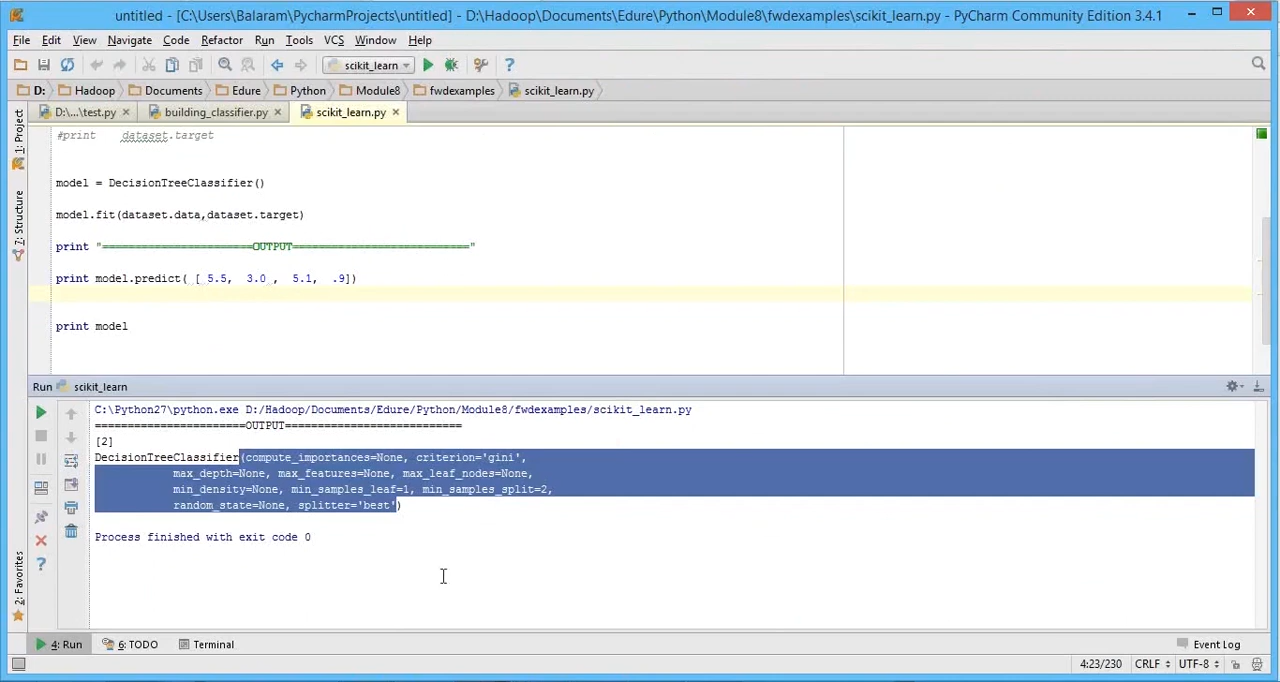 untitled - [C:\Users\Balaram\PycharmProjects\untitled] - D:\Hadoop\Documents\Edure\Python\Module8\fwdexamples\scikit_learn.py - PyCharm Community Edition 3.4.1
File Edit View Navigate Code Refactor Run Tools VCS Window Help
scikit_learn
D: Hadoop Documents Edure Python Module8 fwdexamples scikit_learn.py
D:\...\test.py building_classifier.py scikit_learn.py
1: Project
7: Structure
2: Favorites
#print dataset.target
model = DecisionTreeClassifier()
model.fit(dataset.data,dataset.target)
print "=======================OUTPUT==========================="
print model.predict( [ 5.5, 3.0 , 5.1, .9])
print model
Run scikit_learn
C:\Python27\python.exe D:/Hadoop/Documents/Edure/Python/Module8/fwdexamples/scikit_learn.py
=======================OUTPUT===========================
[2]
DecisionTreeClassifier(compute_importances=None, criterion='gini',
max_depth=None, max_features=None, max_leaf_nodes=None,
min_density=None, min_samples_leaf=1, min_samples_split=2,
random_state=None, splitter='best')
Process finished with exit code 0
4: Run 6: TODO Terminal Event Log
4:23/230 CRLF UTF-8